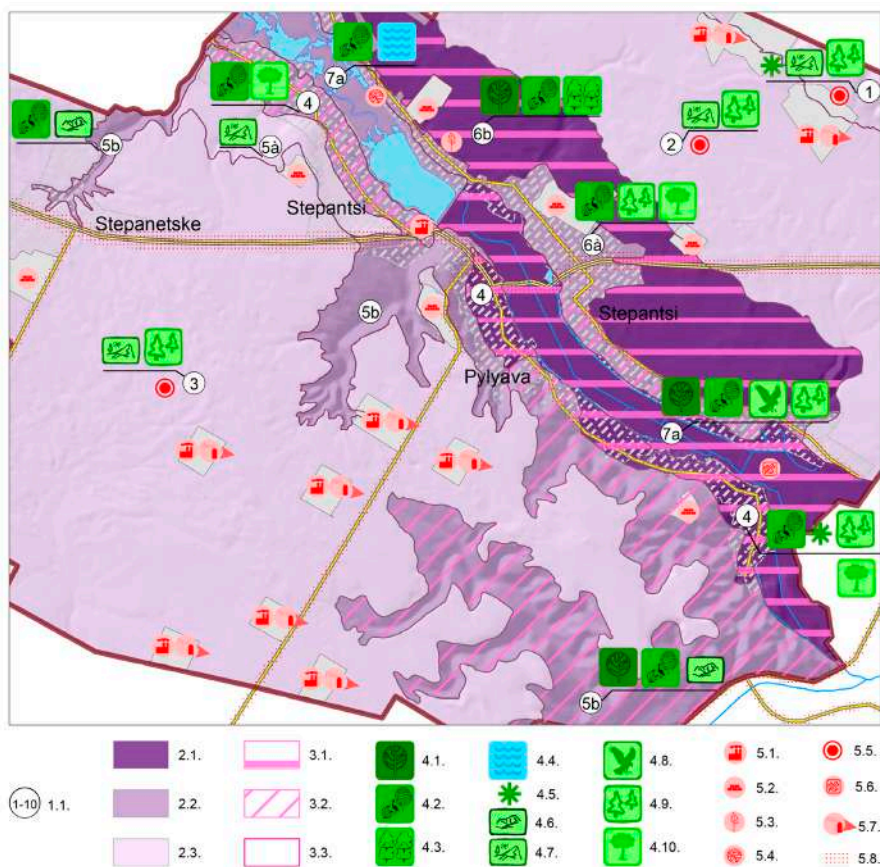 7a
1
4
5b
5à
6b
2
Stepanetske
Stepantsi
6à
5b
4
Stepantsi
3
Pylyava
7a
4
5b
1-10 1.1. 2.1. 3.1. 4.1. 4.4. 4.8. 5.1. 5.5.
2.2. 3.2. 4.2. 4.5. 4.9. 5.2. 5.6.
4.6. 5.3. 5.7.
2.3. 3.3. 4.3. 4.7. 4.10. 5.4. 5.8.